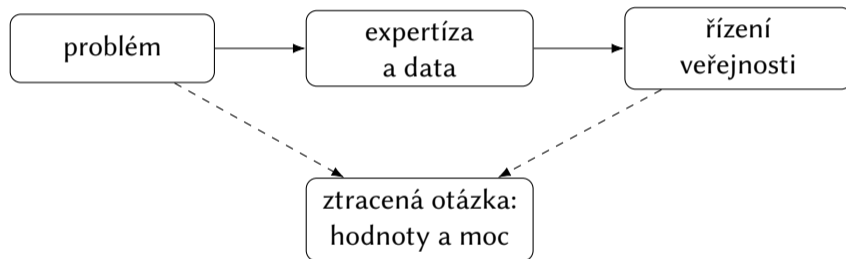 problém
expertíza
a data
řízení
veřejnosti
ztracená otázka:
hodnoty a moc